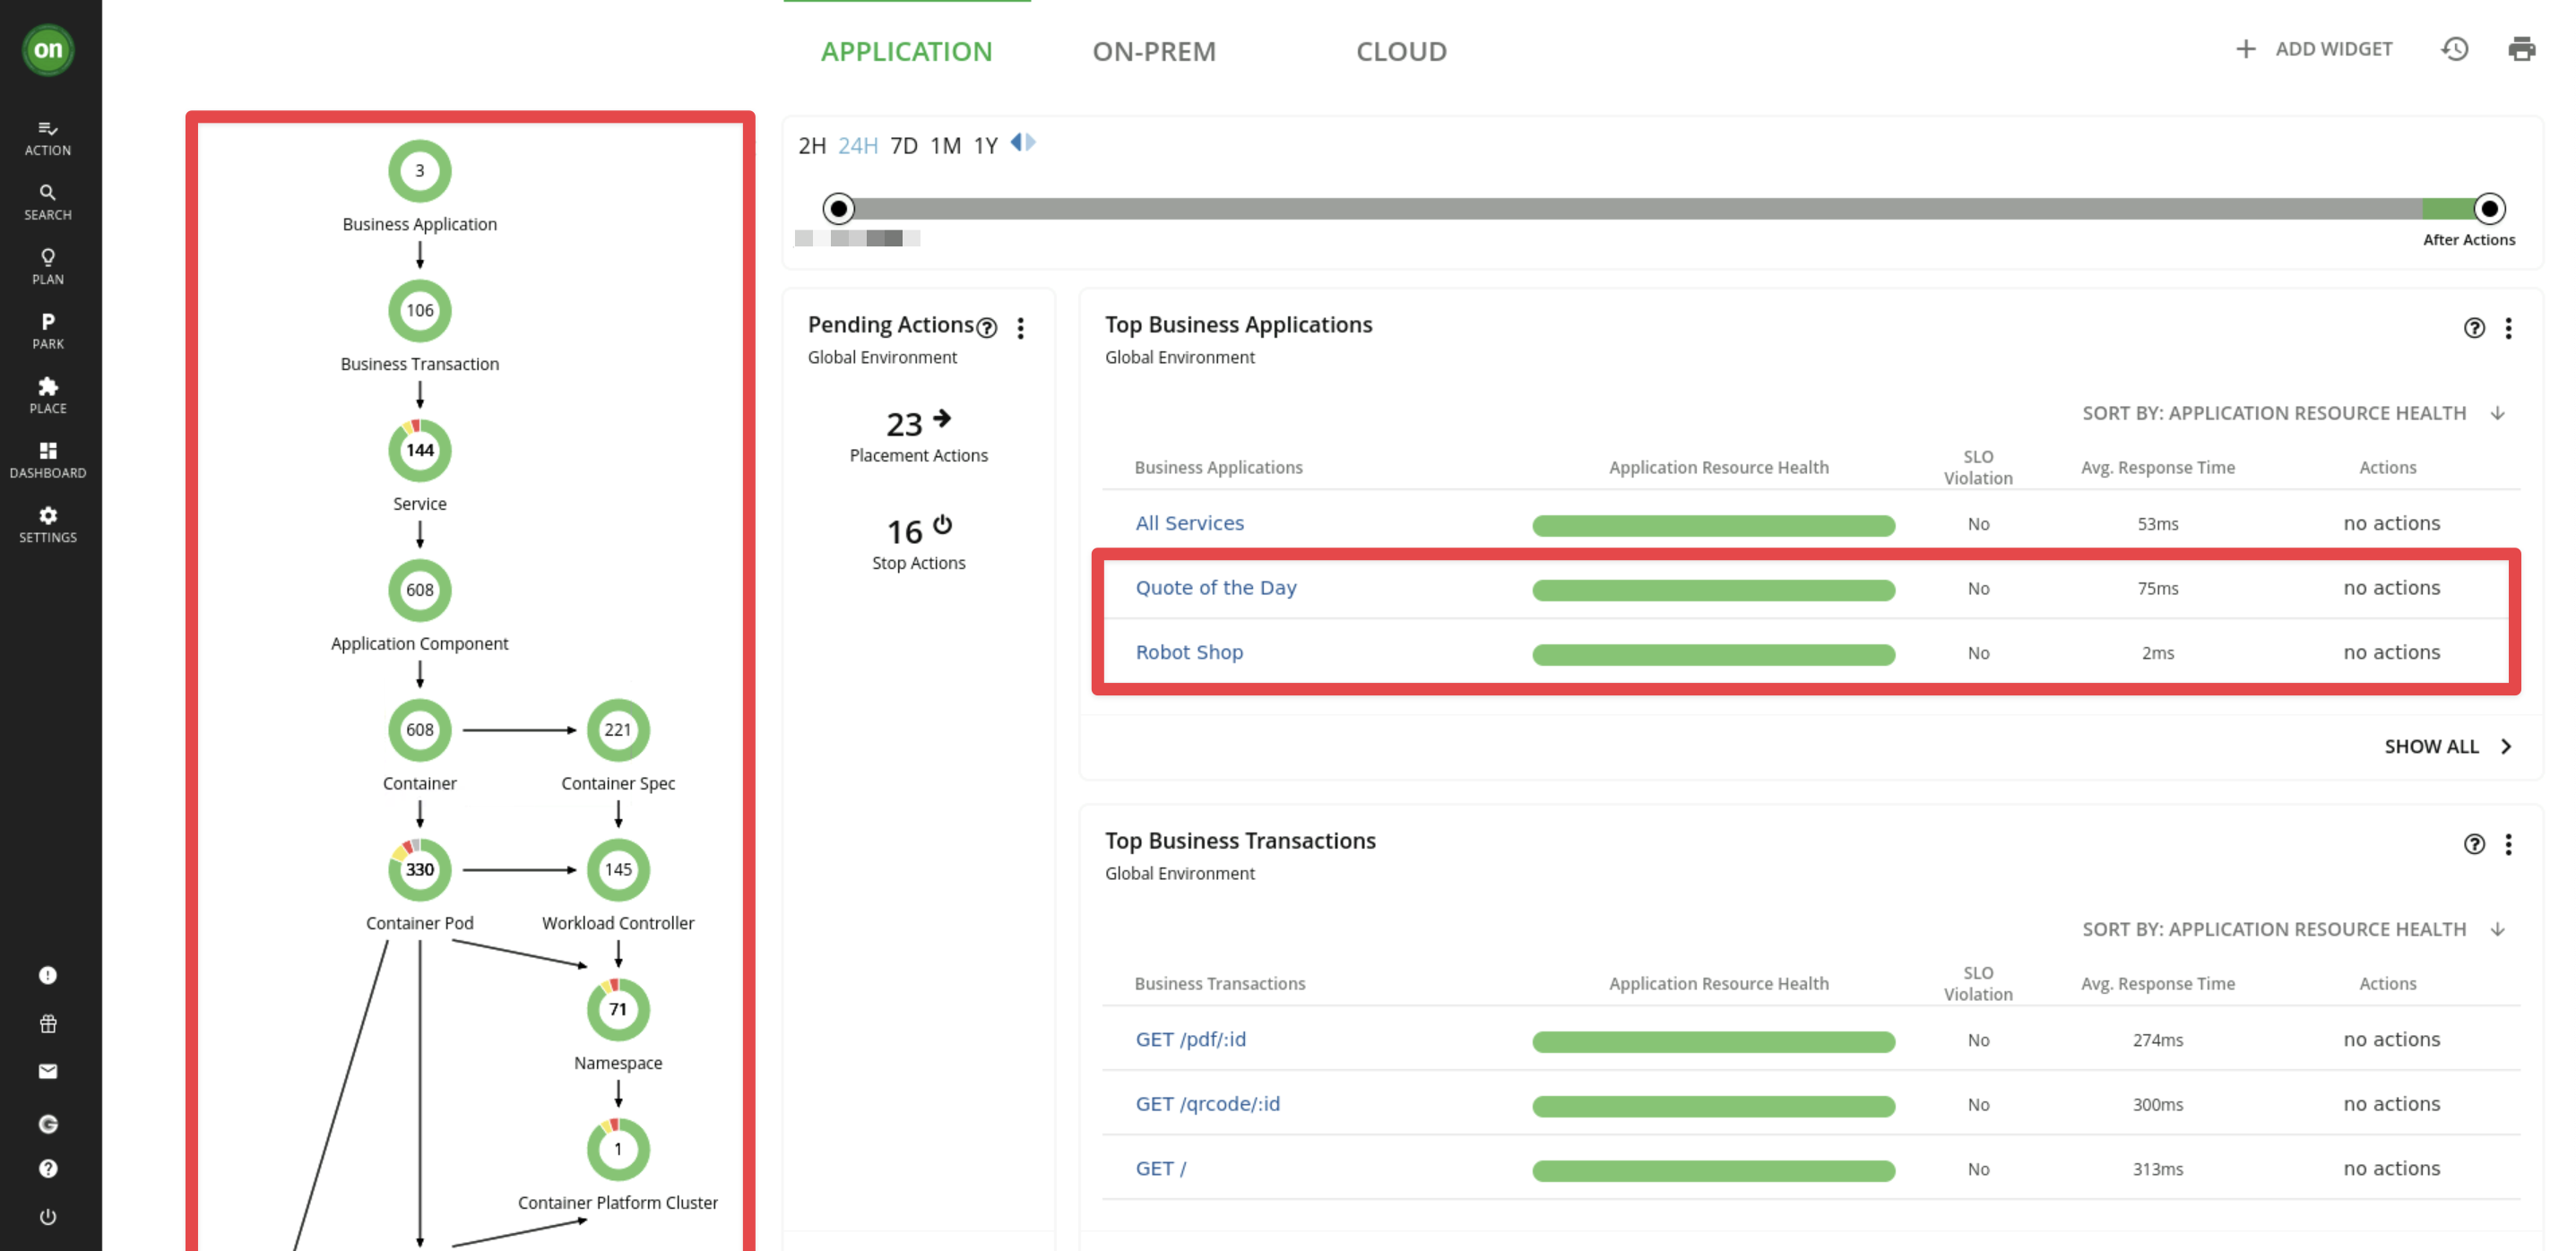 on
ACTION
SEARCH
PLAN
P
PARK
PLACE
DASHBOARD
SETTINGS
APPLICATION
ON-PREM
CLOUD
+ ADD WIDGET
3
Business Application
106
Business Transaction
144
Service
608
Application Component
608
221
Container
Container Spec
330
145
Container Pod
Workload Controller
71
Namespace
1
Container Platform Cluster
2H 24H 7D 1M 1Y
After Actions
Pending Actions
Global Environment
23
Placement Actions
16
Stop Actions
Top Business Applications
Global Environment
SORT BY: APPLICATION RESOURCE HEALTH
Business Applications Application Resource Health SLO Violation Avg. Response Time Actions
All Services No 53ms no actions
Quote of the Day No 75ms no actions
Robot Shop No 2ms no actions
SHOW ALL
Top Business Transactions
Global Environment
SORT BY: APPLICATION RESOURCE HEALTH
Business Transactions Application Resource Health SLO Violation Avg. Response Time Actions
GET /pdf/:id No 274ms no actions
GET /qrcode/:id No 300ms no actions
GET / No 313ms no actions